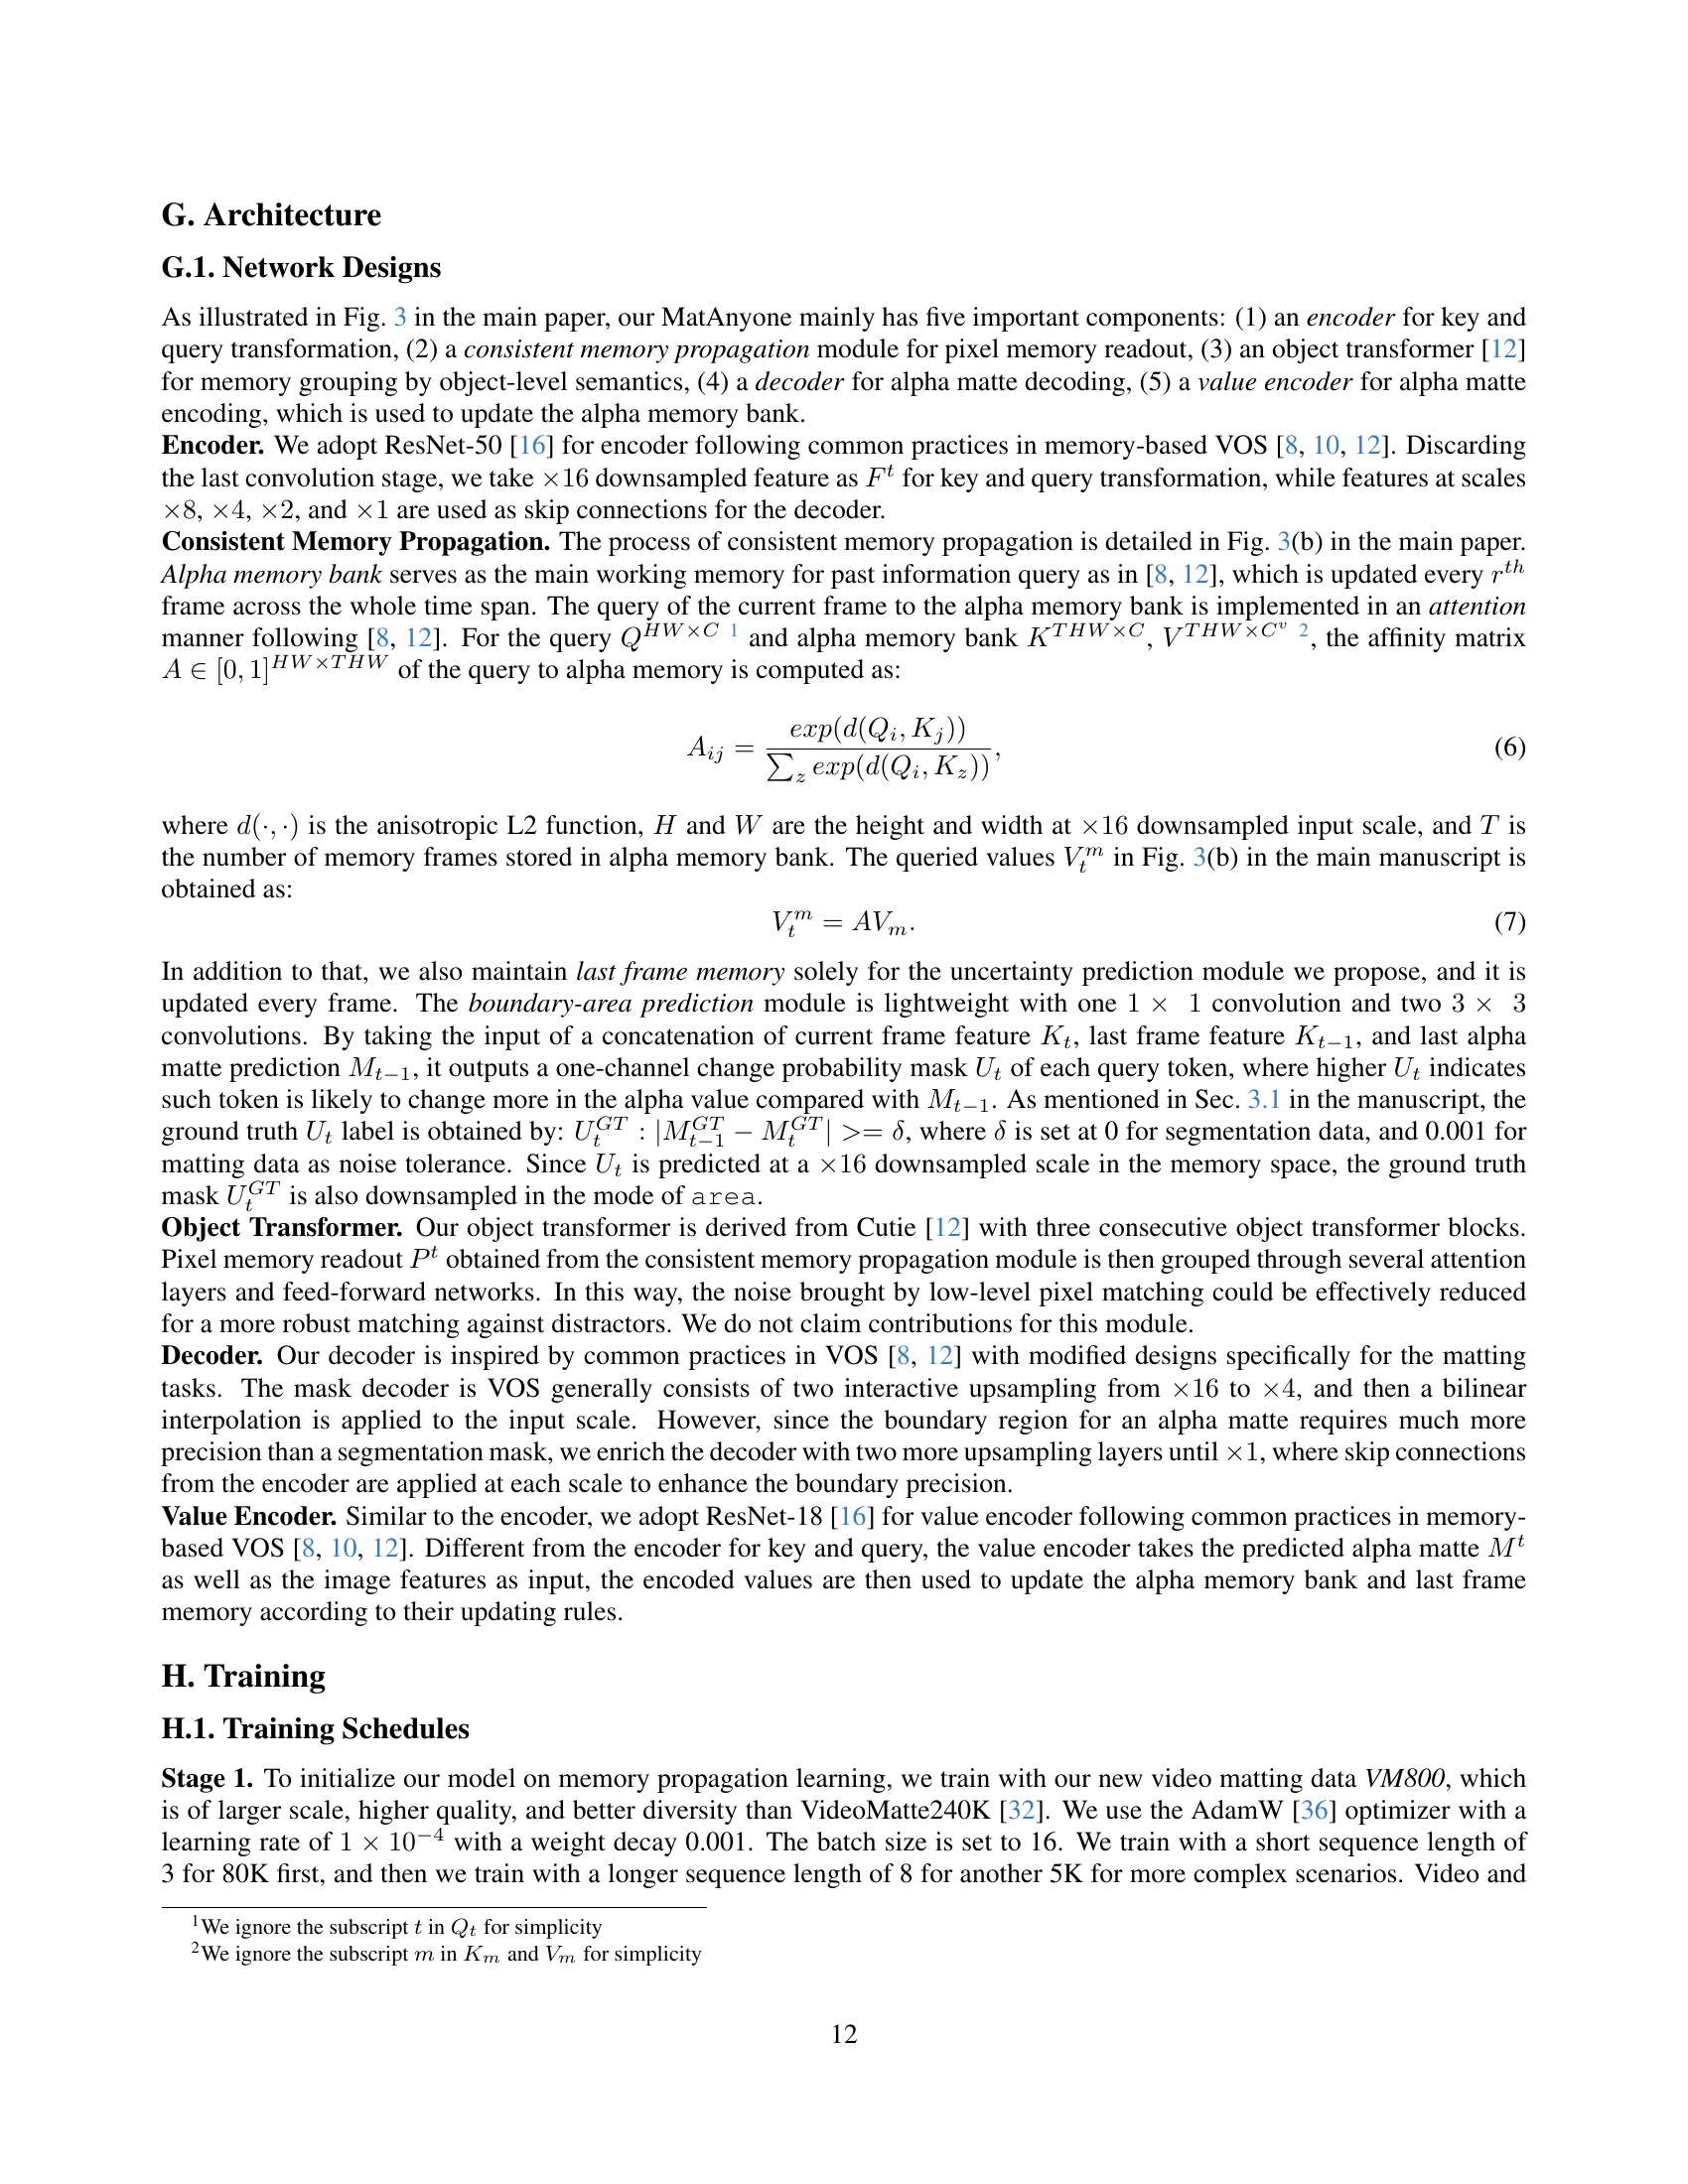 G. Architecture
G.1. Network Designs
As illustrated in Fig. 3 in the main paper, our MatAnyone mainly has five important components: (1) an encoder for key and
query transformation, (2) a consistent memory propagation module for pixel memory readout, (3) an object transformer [12]
for memory grouping by object-level semantics, (4) a decoder for alpha matte decoding, (5) a value encoder for alpha matte
encoding, which is used to update the alpha memory bank.
Encoder. We adopt ResNet-50 [16] for encoder following common practices in memory-based VOS [8, 10, 12]. Discarding
the last convolution stage, we take ×16 downsampled feature as F^t for key and query transformation, while features at scales
×8, ×4, ×2, and ×1 are used as skip connections for the decoder.
Consistent Memory Propagation. The process of consistent memory propagation is detailed in Fig. 3(b) in the main paper.
Alpha memory bank serves as the main working memory for past information query as in [8, 12], which is updated every r^{th}
frame across the whole time span. The query of the current frame to the alpha memory bank is implemented in an attention
manner following [8, 12]. For the query Q^{HW×C} 1 and alpha memory bank K^{THW×C}, V^{THW×C^v} 2, the affinity matrix
A ∈ [0, 1]^{HW×THW} of the query to alpha memory is computed as:
A_{ij} = exp(d(Q_i, K_j)) / ∑_z exp(d(Q_i, K_z)), (6)
where d(·, ·) is the anisotropic L2 function, H and W are the height and width at ×16 downsampled input scale, and T is
the number of memory frames stored in alpha memory bank. The queried values V_t^m in Fig. 3(b) in the main manuscript is
obtained as:
V_t^m = AV_m. (7)
In addition to that, we also maintain last frame memory solely for the uncertainty prediction module we propose, and it is
updated every frame. The boundary-area prediction module is lightweight with one 1 × 1 convolution and two 3 × 3
convolutions. By taking the input of a concatenation of current frame feature K_t, last frame feature K_{t−1}, and last alpha
matte prediction M_{t−1}, it outputs a one-channel change probability mask U_t of each query token, where higher U_t indicates
such token is likely to change more in the alpha value compared with M_{t−1}. As mentioned in Sec. 3.1 in the manuscript, the
ground truth U_t label is obtained by: U_t^{GT} : |M_{t−1}^{GT} − M_t^{GT}| >= δ, where δ is set at 0 for segmentation data, and 0.001 for
matting data as noise tolerance. Since U_t is predicted at a ×16 downsampled scale in the memory space, the ground truth
mask U_t^{GT} is also downsampled in the mode of area.
Object Transformer. Our object transformer is derived from Cutie [12] with three consecutive object transformer blocks.
Pixel memory readout P^t obtained from the consistent memory propagation module is then grouped through several attention
layers and feed-forward networks. In this way, the noise brought by low-level pixel matching could be effectively reduced
for a more robust matching against distractors. We do not claim contributions for this module.
Decoder. Our decoder is inspired by common practices in VOS [8, 12] with modified designs specifically for the matting
tasks. The mask decoder is VOS generally consists of two interactive upsampling from ×16 to ×4, and then a bilinear
interpolation is applied to the input scale. However, since the boundary region for an alpha matte requires much more
precision than a segmentation mask, we enrich the decoder with two more upsampling layers until ×1, where skip connections
from the encoder are applied at each scale to enhance the boundary precision.
Value Encoder. Similar to the encoder, we adopt ResNet-18 [16] for value encoder following common practices in memory-
based VOS [8, 10, 12]. Different from the encoder for key and query, the value encoder takes the predicted alpha matte M^t
as well as the image features as input, the encoded values are then used to update the alpha memory bank and last frame
memory according to their updating rules.
H. Training
H.1. Training Schedules
Stage 1. To initialize our model on memory propagation learning, we train with our new video matting data VM800, which
is of larger scale, higher quality, and better diversity than VideoMatte240K [32]. We use the AdamW [36] optimizer with a
learning rate of 1 × 10^{−4} with a weight decay 0.001. The batch size is set to 16. We train with a short sequence length of
3 for 80K first, and then we train with a longer sequence length of 8 for another 5K for more complex scenarios. Video and
1We ignore the subscript t in Q_t for simplicity
2We ignore the subscript m in K_m and V_m for simplicity
12